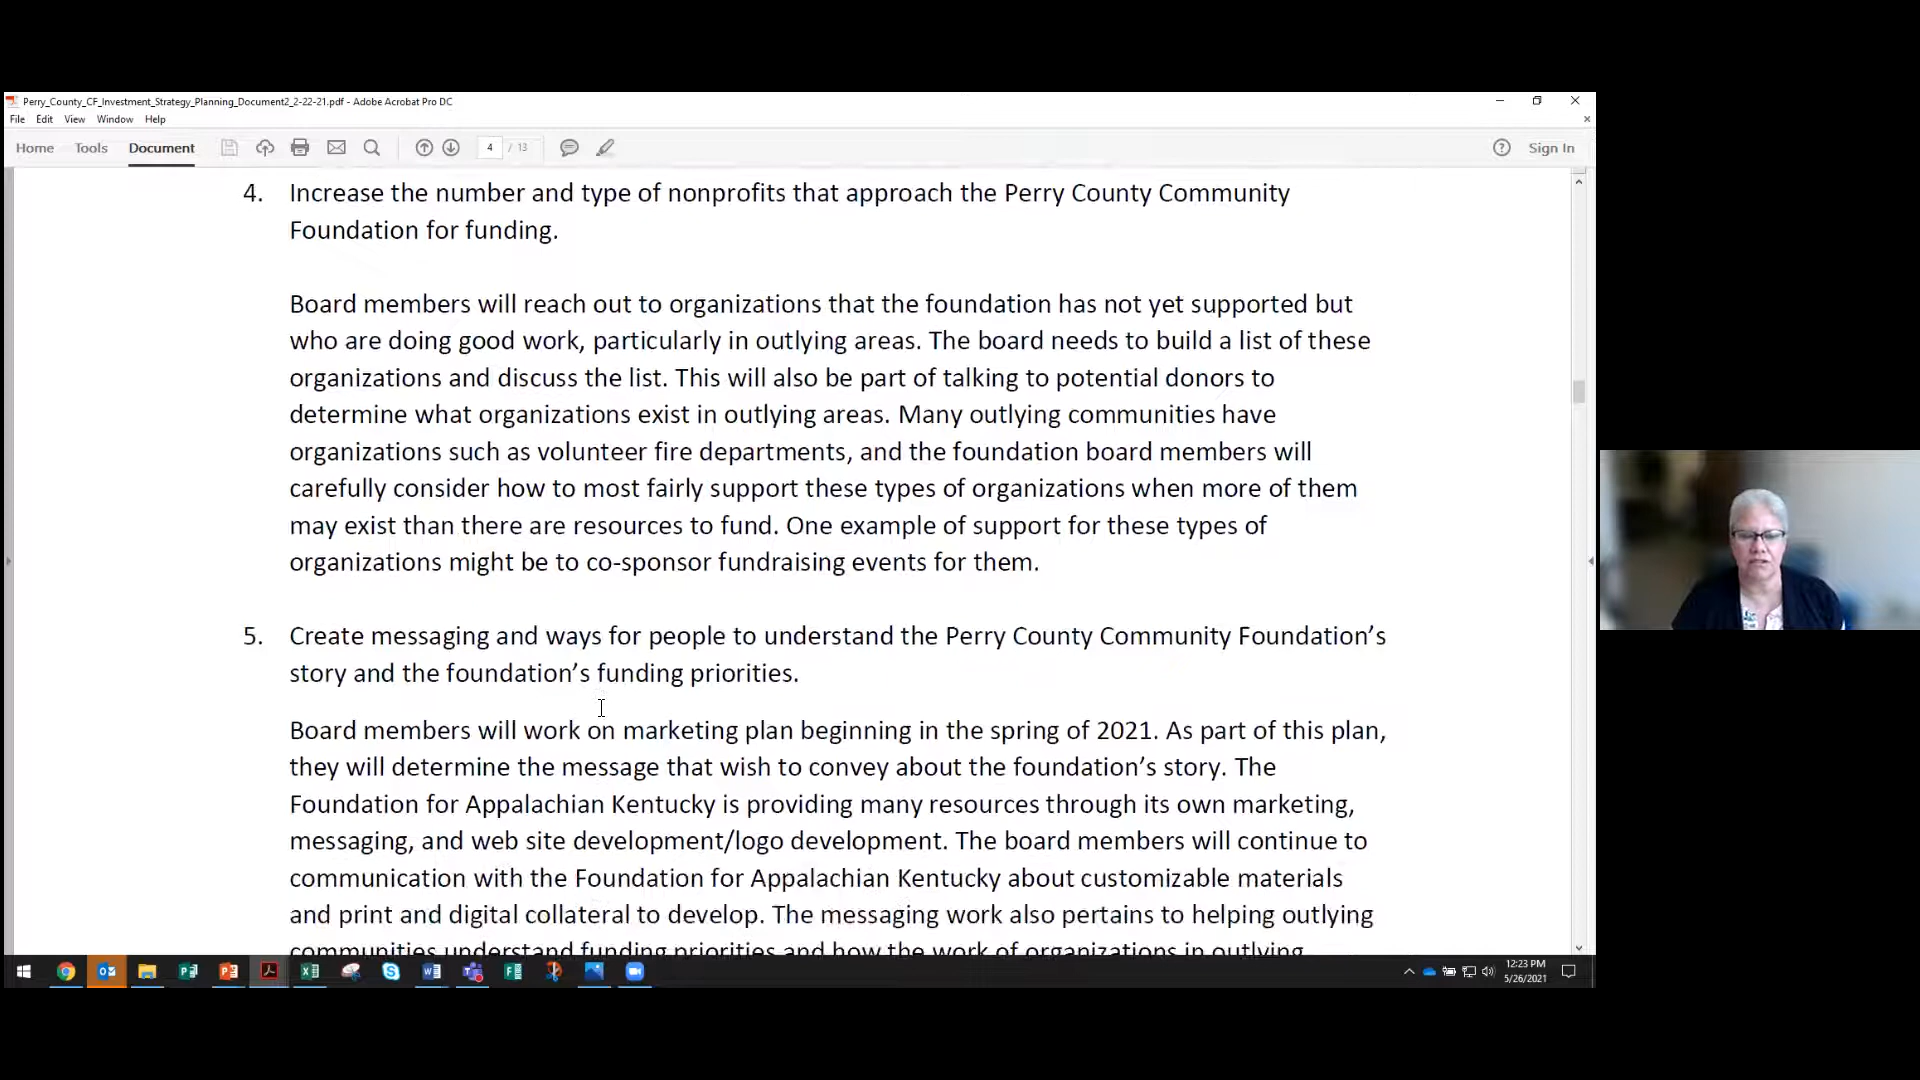 Perry_County_CF_Investment_Strategy_Planning_Document2_2-22-21.pdf - Adobe Acrobat Pro DC
File Edit View Window Help
Home Tools Document 4 / 13 Sign In
4. Increase the number and type of nonprofits that approach the Perry County Community
Foundation for funding.
Board members will reach out to organizations that the foundation has not yet supported but
who are doing good work, particularly in outlying areas. The board needs to build a list of these
organizations and discuss the list. This will also be part of talking to potential donors to
determine what organizations exist in outlying areas. Many outlying communities have
organizations such as volunteer fire departments, and the foundation board members will
carefully consider how to most fairly support these types of organizations when more of them
may exist than there are resources to fund. One example of support for these types of
organizations might be to co-sponsor fundraising events for them.
5. Create messaging and ways for people to understand the Perry County Community Foundation’s
story and the foundation’s funding priorities.
Board members will work on marketing plan beginning in the spring of 2021. As part of this plan,
they will determine the message that wish to convey about the foundation’s story. The
Foundation for Appalachian Kentucky is providing many resources through its own marketing,
messaging, and web site development/logo development. The board members will continue to
communication with the Foundation for Appalachian Kentucky about customizable materials
and print and digital collateral to develop. The messaging work also pertains to helping outlying
communities understand funding priorities and how the work of organizations in outlying
12:23 PM
5/26/2021